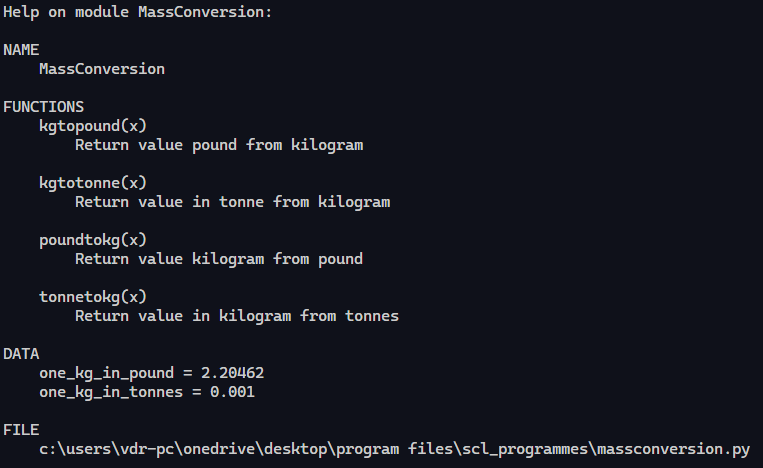 Help on module MassConversion:
NAME
MassConversion
FUNCTIONS
kgtopound(x)
Return value pound from kilogram
kgtotonne(x)
Return value in tonne from kilogram
poundtokg(x)
Return value kilogram from pound
tonnetokg(x)
Return value in kilogram from tonnes
DATA
one_kg_in_pound = 2.20462
one_kg_in_tonnes = 0.001
FILE
c:\users\vdr-pc\onedrive\desktop\program files\scl_programmes\massconversion.py